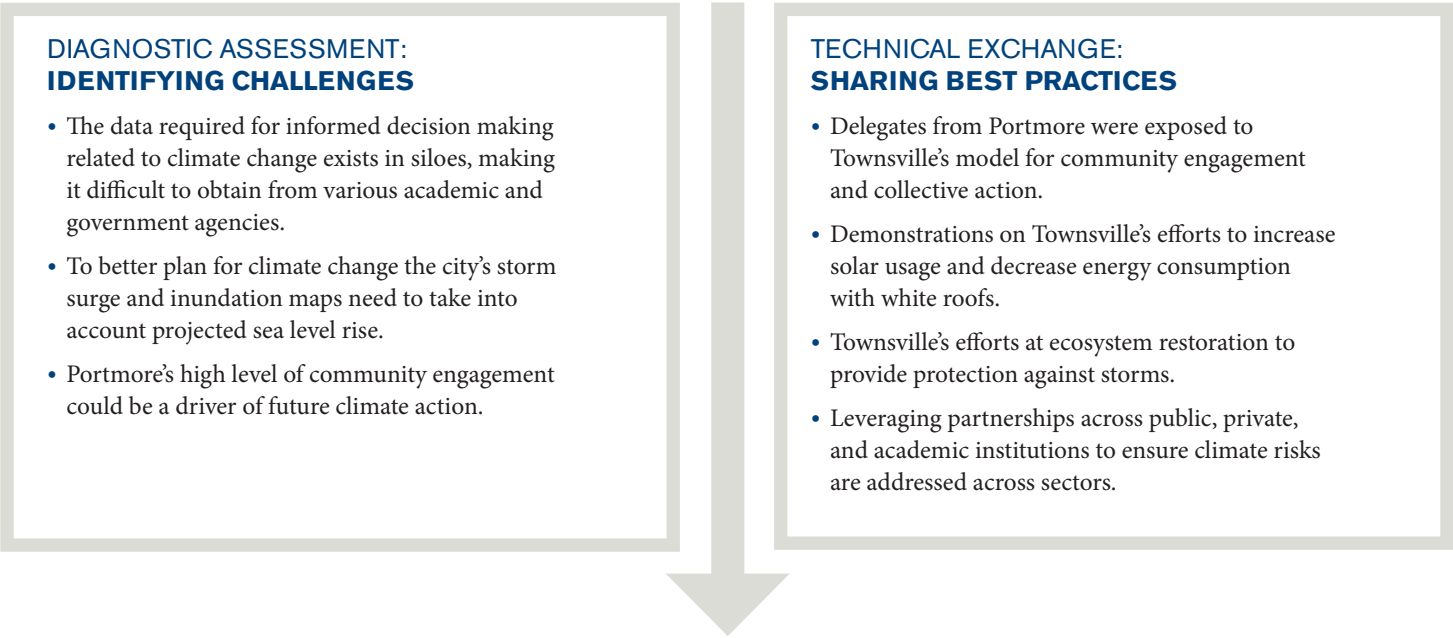 DIAGNOSTIC ASSESSMENT:
IDENTIFYING CHALLENGES
• The data required for informed decision making
related to climate change exists in siloes, making
it difficult to obtain from various academic and
government agencies.
• To better plan for climate change the city’s storm
surge and inundation maps need to take into
account projected sea level rise.
• Portmore’s high level of community engagement
could be a driver of future climate action.
TECHNICAL EXCHANGE:
SHARING BEST PRACTICES
• Delegates from Portmore were exposed to
Townsville’s model for community engagement
and collective action.
• Demonstrations on Townsville’s efforts to increase
solar usage and decrease energy consumption
with white roofs.
• Townsville’s efforts at ecosystem restoration to
provide protection against storms.
• Leveraging partnerships across public, private,
and academic institutions to ensure climate risks
are addressed across sectors.